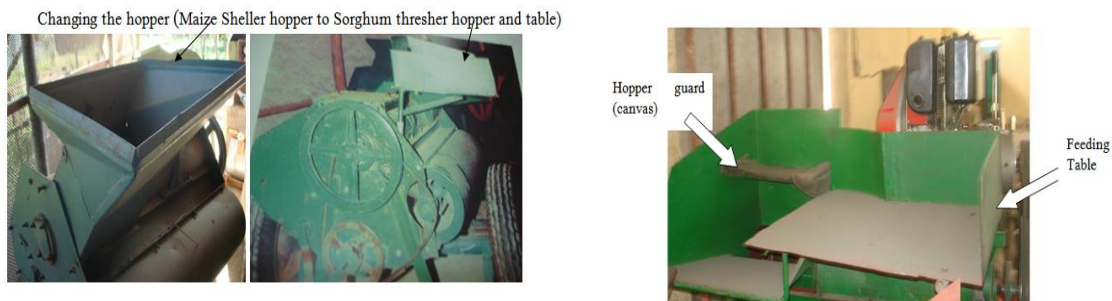 Changing the hopper (Maize Sheller hopper to Sorghum thresher hopper and table)
Hopper guard
(canvas)
Feeding
Table